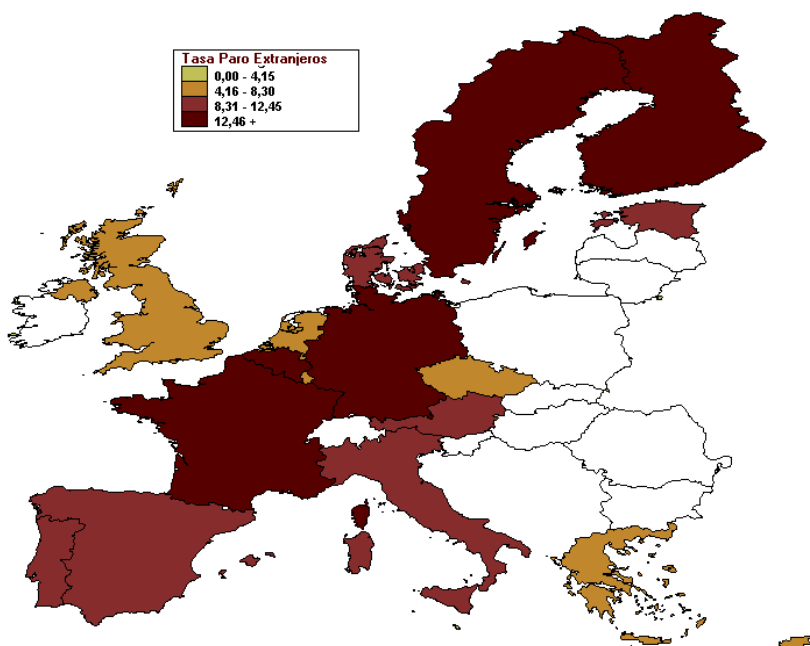 Tasa Paro Extranjeros
0,00 - 4,15
4,16 - 8,30
8,31 - 12,45
12,46 +